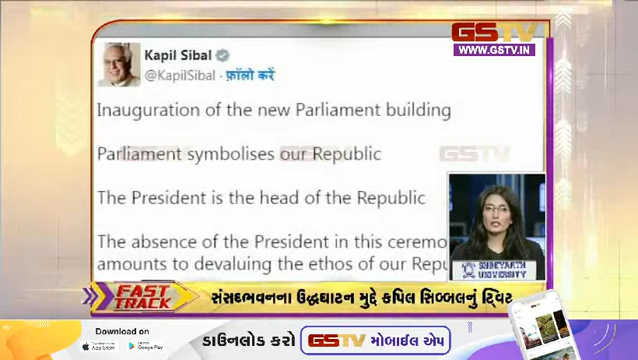 GSTV
WWW.GSTV.IN
Kapil Sibal
@KapilSibal · फ़ॉलो करें
Inauguration of the new Parliament building
Parliament symbolises our Republic
GSTV
GSTV
The President is the head of the Republic
The absence of the President in this ceremo
amounts to devaluing the ethos of our Repu
UNIVERSITY
FAST
TRACK
સંસદભવનના ઉદ્ધઘાટન મુદ્દે કપિલ સિબ્બલનું ટ્વિટ
Download on
App Store
Google Play
ડાઉનલોડ કરો GSTV મોબાઈલ એપ